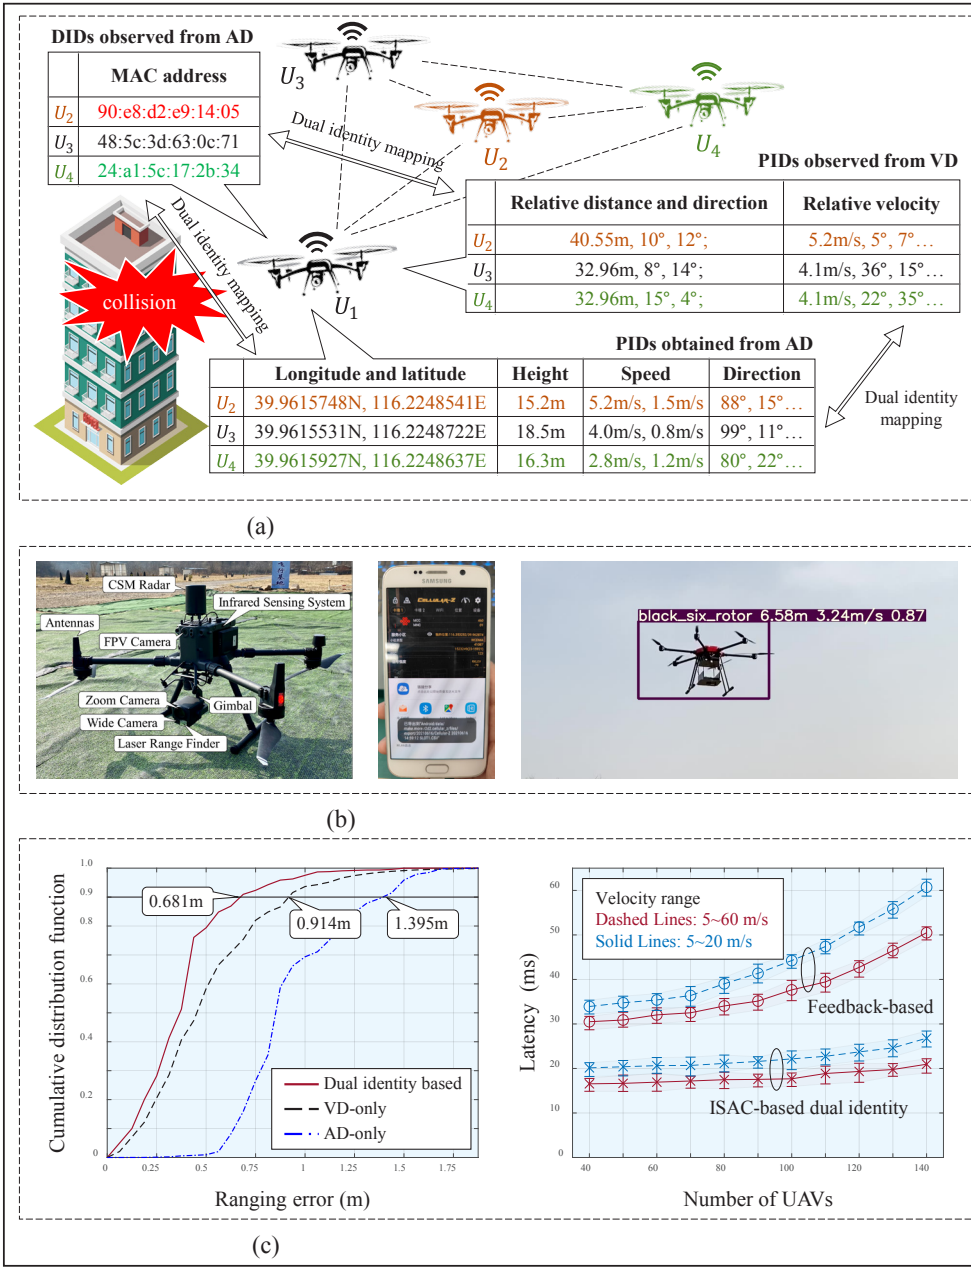 DIDs observed from AD
MAC address
U2 90:e8:d2:e9:14:05
U3 48:5c:3d:63:0c:71
U4 24:a1:5c:17:2b:34
U3
U2
U4
U1
Dual identity mapping
Dual identity mapping
collision
PIDs observed from VD
Relative distance and direction Relative velocity
U2 40.55m, 10°, 12°; 5.2m/s, 5°, 7°…
U3 32.96m, 8°, 14°; 4.1m/s, 36°, 15°…
U4 32.96m, 15°, 4°; 4.1m/s, 22°, 35°…
PIDs obtained from AD
Longitude and latitude Height Speed Direction
U2 39.9615748N, 116.2248541E 15.2m 5.2m/s, 1.5m/s 88°, 15°…
U3 39.9615531N, 116.2248722E 18.5m 4.0m/s, 0.8m/s 99°, 11°…
U4 39.9615927N, 116.2248637E 16.3m 2.8m/s, 1.2m/s 80°, 22°…
Dual identity
mapping
(a)
CSM Radar
Infrared Sensing System
Antennas
FPV Camera
Zoom Camera
Gimbal
Wide Camera
Laser Range Finder
SAMSUNG
CELLULAR-Z
black_six_rotor 6.58m 3.24m/s 0.87
(b)
Cumulative distribution function
1.0
0.9
0.8
0.7
0.6
0.5
0.4
0.3
0.2
0.1
0
0.681m
0.914m
1.395m
Dual identity based
VD-only
AD-only
0 0.25 0.5 0.75 1 1.25 1.5 1.75
Ranging error (m)
Latency (ms)
60
50
40
30
20
10
0
Velocity range
Dashed Lines: 5~60 m/s
Solid Lines: 5~20 m/s
Feedback-based
ISAC-based dual identity
40 60 80 100 120 140
Number of UAVs
(c)